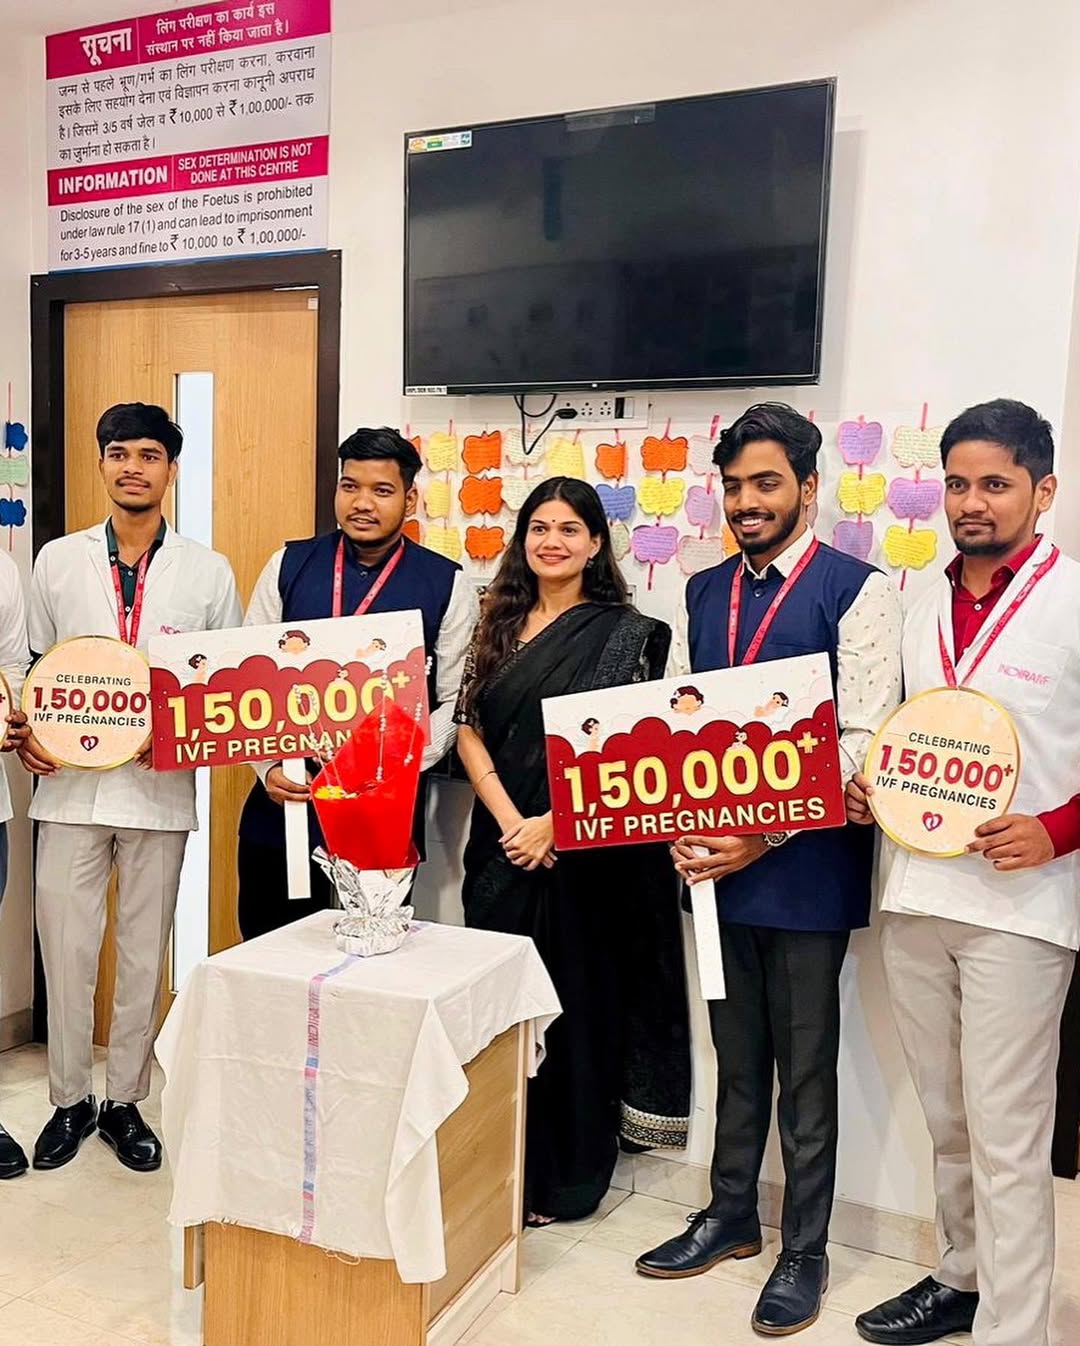 सूचना
लिंग परीक्षण का कार्य इस
संस्थान पर नहीं किया जाता है।
जन्म से पहले भूण/गर्भ का लिंग परीक्षण करना, करवाना
इसके लिए सहयोग देना एवं विज्ञापन करना कानूनी अपराध
है। जिसमें 3/5 वर्ष जेल व ₹ 10,000 से ₹ 1,00,000/- तक
का जुर्माना हो सकता है।
INFORMATION
SEX DETERMINATION IS NOT
DONE AT THIS CENTRE
Disclosure of the sex of the Foetus is prohibited
under law rule 17 (1) and can lead to imprisonment
for 3-5 years and fine to ₹ 10,000 to ₹ 1,00,000/-
CELEBRATING
1,50,000+
IVF PREGNANCIES
1,50,000+
IVF PREGNAN
1,50,000+
IVF PREGNANCIES
INDIRA IVF
CELEBRATING
1,50,000+
IVF PREGNANCIES
INDIRA IVF